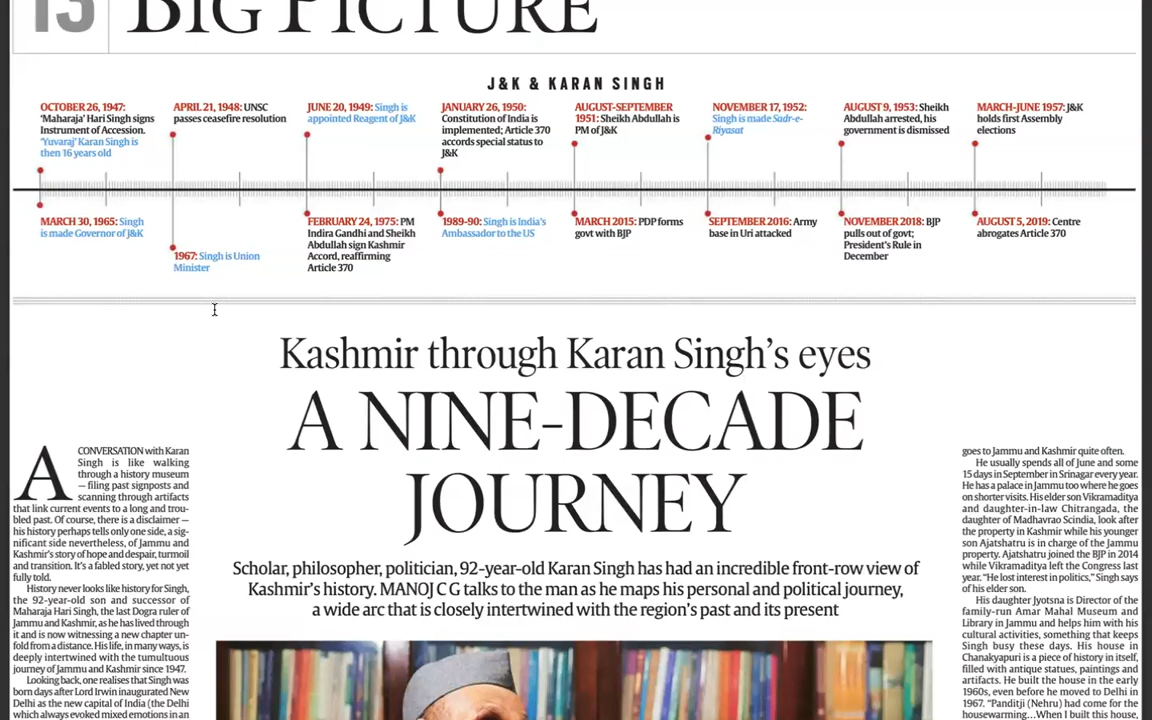 13 BIG PICTURE
J&K & KARAN SINGH
OCTOBER 26, 1947:
'Maharaja' Hari Singh signs
Instrument of Accession.
'Yuvaraj' Karan Singh is
then 16 years old
APRIL 21, 1948: UNSC
passes ceasefire resolution
JUNE 20, 1949: Singh is
appointed Reagent of J&K
JANUARY 26, 1950:
Constitution of India is
implemented; Article 370
accords special status to
J&K
AUGUST-SEPTEMBER
1951: Sheikh Abdullah is
PM of J&K
NOVEMBER 17, 1952:
Singh is made Sadr-e-
Riyasat
AUGUST 9, 1953: Sheikh
Abdullah arrested, his
government is dismissed
MARCH-JUNE 1957: J&K
holds first Assembly
elections
MARCH 30, 1965: Singh
is made Governor of J&K
1967: Singh is Union
Minister
FEBRUARY 24, 1975: PM
Indira Gandhi and Sheikh
Abdullah sign Kashmir
Accord, reaffirming
Article 370
1989-90: Singh is India's
Ambassador to the US
MARCH 2015: PDP forms
govt with BJP
SEPTEMBER 2016: Army
base in Uri attacked
NOVEMBER 2018: BJP
pulls out of govt;
President's Rule in
December
AUGUST 5, 2019: Centre
abrogates Article 370
Kashmir through Karan Singh's eyes
A NINE-DECADE
JOURNEY
Scholar, philosopher, politician, 92-year-old Karan Singh has had an incredible front-row view of
Kashmir's history. MANOJ C G talks to the man as he maps his personal and political journey,
a wide arc that is closely intertwined with the region's past and its present
A CONVERSATION with Karan
Singh is like walking
through a history museum
— filing past signposts and
scanning through artifacts
that link current events to a long and trou-
bled past. Of course, there is a disclaimer —
his history perhaps tells only one side, a sig-
nificant side nevertheless, of Jammu and
Kashmir's story of hope and despair, turmoil
and transition. It's a fabled story, yet not yet
fully told.
History never looks like history for Singh,
the 92-year-old son and successor of
Maharaja Hari Singh, the last Dogra ruler of
Jammu and Kashmir, as he has lived through
it and is now witnessing a new chapter un-
fold from a distance. His life, in many ways, is
deeply intertwined with the tumultuous
journey of Jammu and Kashmir since 1947.
Looking back, one realises that Singh was
born days after Lord Irwin inaugurated New
Delhi as the new capital of India (the Delhi
which always evoked mixed emotions in an
goes to Jammu and Kashmir quite often.
He usually spends all of June and some
15 days in September in Srinagar every year.
He has a palace in Jammu too where he goes
on shorter visits. His elder son Vikramaditya
and daughter-in-law Chitrangada, the
daughter of Madhavrao Scindia, look after
the property in Kashmir while his younger
son Ajatshatru is in charge of the Jammu
property. Ajatshatru joined the BJP in 2014
while Vikramaditya left the Congress last
year. "He lost interest in politics," Singh says
of his elder son.
His daughter Jyotsna is Director of the
family-run Amar Mahal Museum and
Library in Jammu and helps him with his
cultural activities, something that keeps
Singh busy these days. His house in
Chanakyapuri is a piece of history in itself,
filled with antique statues, paintings and
artifacts. He built the house in the early
1960s, even before he moved to Delhi in
1967. "Panditji (Nehru) had come for the
housewarming...When I built this house,